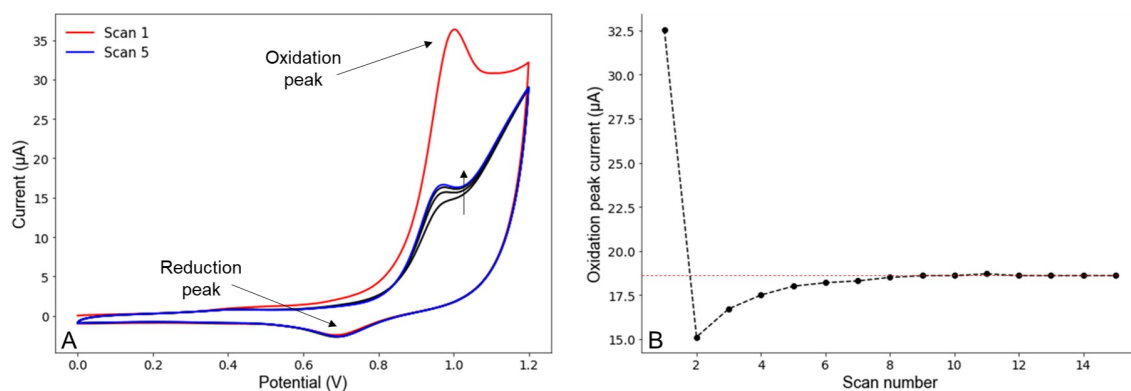 Scan 1
Scan 5
Oxidation
peak
Reduction
peak
35
30
25
20
15
10
5
0
Current (μA)
A
0.0 0.2 0.4 0.6 0.8 1.0 1.2
Potential (V)
32.5
30.0
27.5
25.0
22.5
20.0
17.5
15.0
Oxidation peak current (μA)
B
2 4 6 8 10 12 14
Scan number